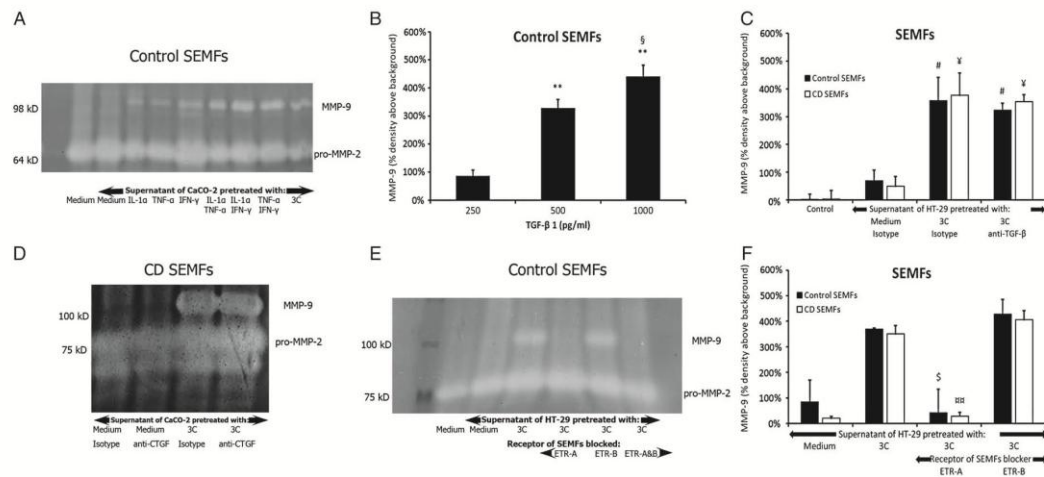 A
Control SEMFs
98 kD
64 kD
MMP-9
pro-MMP-2
Supernatant of CaCO-2 pretreated with:
Medium Medium IL-1α TNF-α IFN-γ IL-1α IL-1α TNF-α 3C
TNF-α IFN-γ IFN-γ
B
Control SEMFs
MMP-9 (% density above background)
600%
500%
400%
300%
200%
100%
0%
**
§
**
250 500 1000
TGF-β 1 (pg/ml)
C
SEMFs
Control SEMFs
CD SEMFs
MMP-9 (% density above background)
600%
500%
400%
300%
200%
100%
0%
# ¥ # ¥
Control
Supernatant of HT-29 pretreated with:
Medium 3C 3C
Isotype Isotype anti-TGF-β
D
CD SEMFs
100 kD
75 kD
MMP-9
pro-MMP-2
Supernatant of CaCO-2 pretreated with:
Medium Medium 3C 3C
Isotype anti-CTGF Isotype anti-CTGF
E
Control SEMFs
100 kD
75 kD
MMP-9
pro-MMP-2
Supernatant of HT-29 pretreated with:
Medium Medium 3C 3C 3C 3C
Receptor of SEMFs blocked:
ETR-A ETR-B ETR-A&B
F
SEMFs
Control SEMFs
CD SEMFs
MMP-9 (% density above background)
600%
500%
400%
300%
200%
100%
0%
$ ¤¤
Supernatant of HT-29 pretreated with:
Medium 3C 3C 3C
Receptor of SEMFs blocker
ETR-A ETR-B